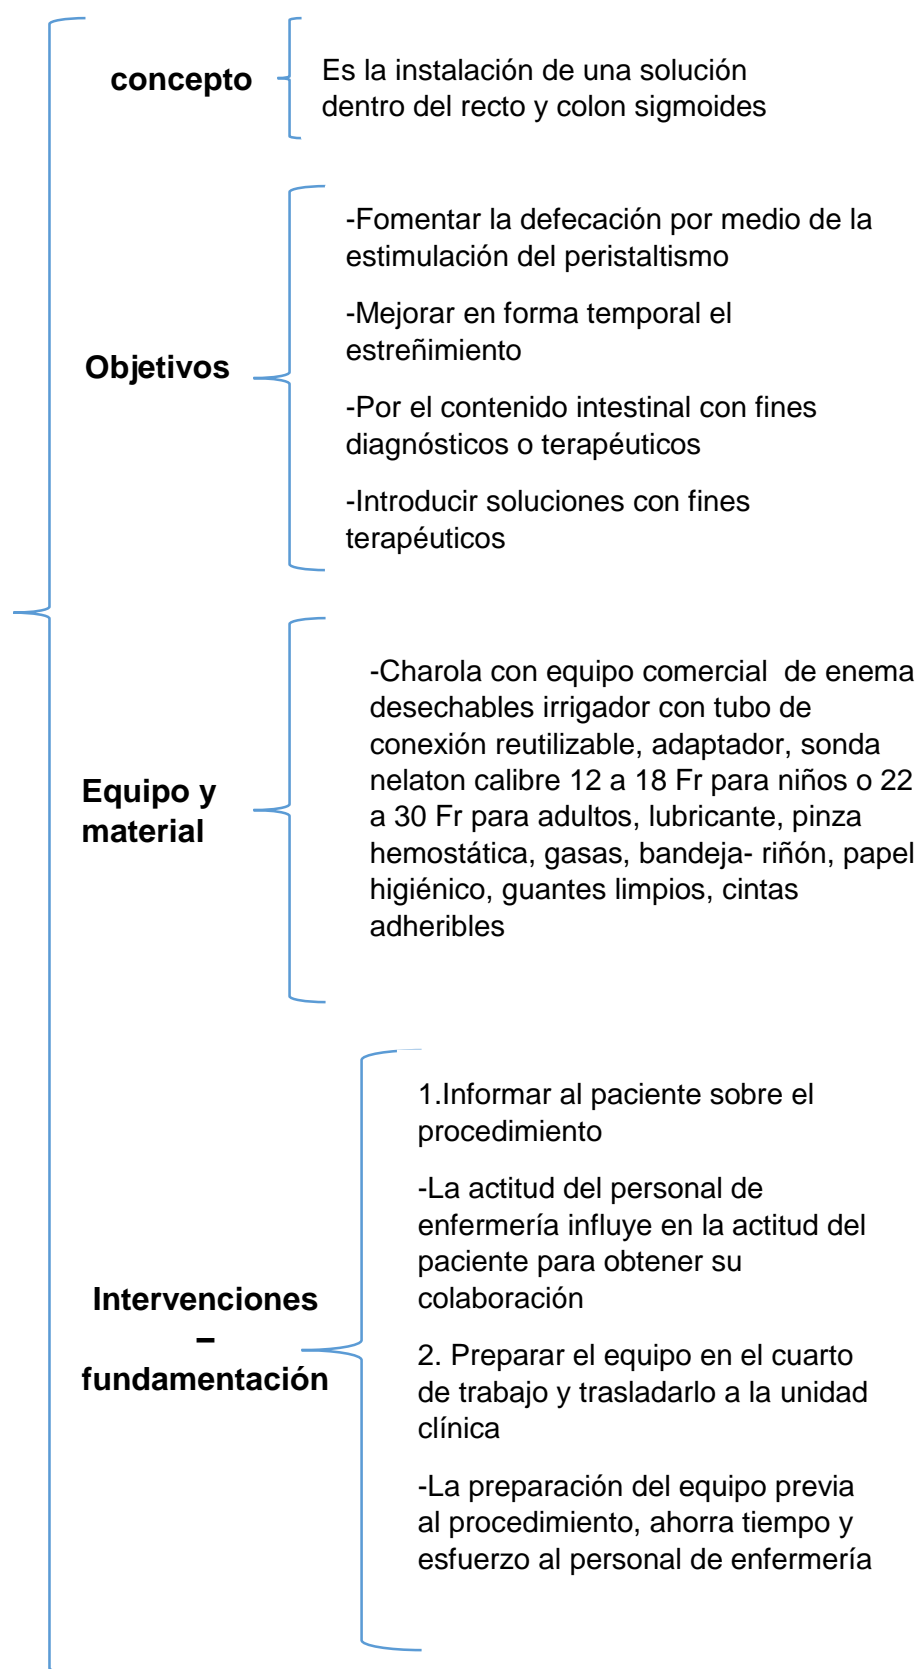 concepto
Es la instalación de una solución
dentro del recto y colon sigmoides
Objetivos
-Fomentar la defecación por medio de la
estimulación del peristaltismo
-Mejorar en forma temporal el
estreñimiento
-Por el contenido intestinal con fines
diagnósticos o terapéuticos
-Introducir soluciones con fines
terapéuticos
Equipo y
material
-Charola con equipo comercial  de enema
desechables irrigador con tubo de
conexión reutilizable, adaptador, sonda
nelaton calibre 12 a 18 Fr para niños o 22
a 30 Fr para adultos, lubricante, pinza
hemostática, gasas, bandeja- riñón, papel
higiénico, guantes limpios, cintas
adheribles
Intervenciones
–
fundamentación
1.Informar al paciente sobre el
procedimiento
-La actitud del personal de
enfermería influye en la actitud del
paciente para obtener su
colaboración
2. Preparar el equipo en el cuarto
de trabajo y trasladarlo a la unidad
clínica
-La preparación del equipo previa
al procedimiento, ahorra tiempo y
esfuerzo al personal de enfermería